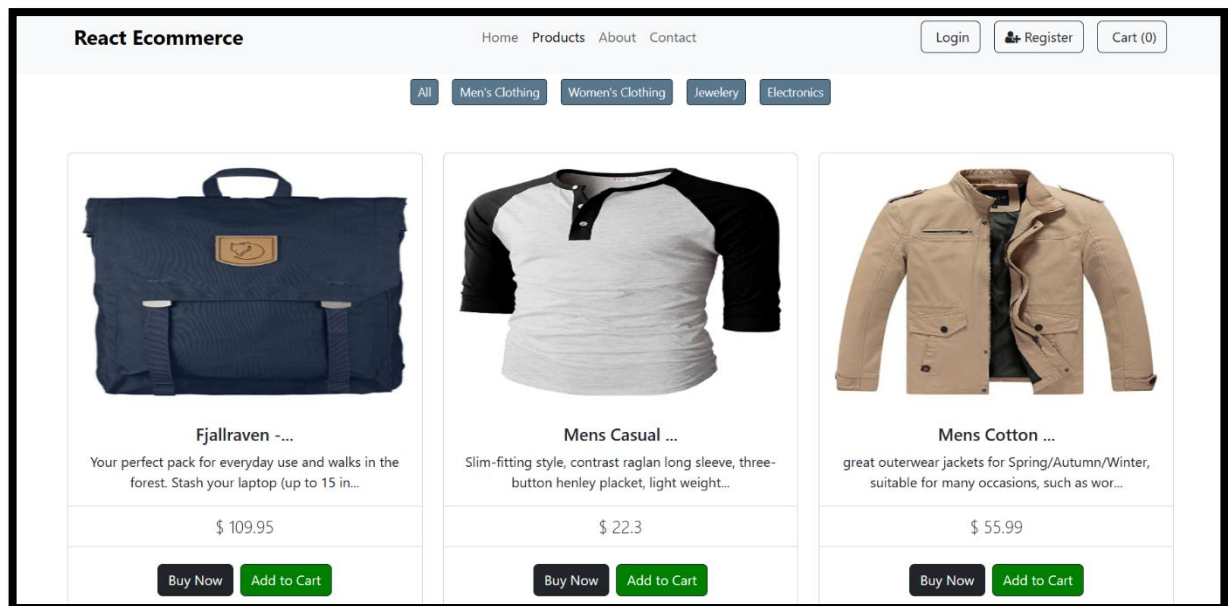 React Ecommerce
Home Products About Contact
Login Register Cart (0)
All Men's Clothing Women's Clothing Jewelery Electronics
Fjallraven -...
Your perfect pack for everyday use and walks in the
forest. Stash your laptop (up to 15 in...
$ 109.95
Buy Now Add to Cart
Mens Casual ...
Slim-fitting style, contrast raglan long sleeve, three-
button henley placket, light weight...
$ 22.3
Buy Now Add to Cart
Mens Cotton ...
great outerwear jackets for Spring/Autumn/Winter,
suitable for many occasions, such as wor...
$ 55.99
Buy Now Add to Cart